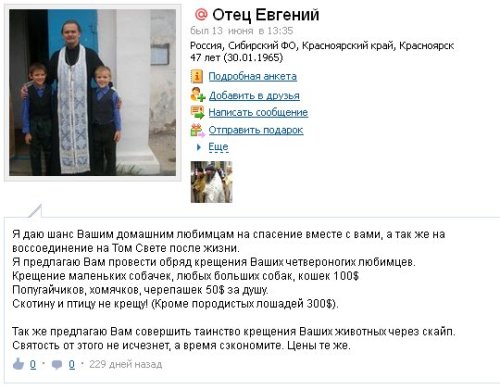 @ Отец Евгений
был 13 июня в 13:35
Россия, Сибирский ФО, Красноярский край, Красноярск
47 лет (30.01.1965)
Подробная анкета
Добавить в друзья
Написать сообщение
Отправить подарок
Еще
Я даю шанс Вашим домашним любимцам на спасение вместе с вами, а так же на
воссоединение на Том Свете после жизни.
Я предлагаю Вам провести обряд крещения Ваших четвероногих любимцев.
Крещение маленьких собачек, любых больших собак, кошек 100$
Попугайчиков, хомячков, черепашек 50$ за душу.
Скотину и птицу не крещу! (Кроме породистых лошадей 300$).
Так же предлагаю Вам совершить таинство крещения Ваших животных через скайп.
Святость от этого не исчезнет, а время сэкономите. Цены те же.
0 · 0 · 229 дней назад